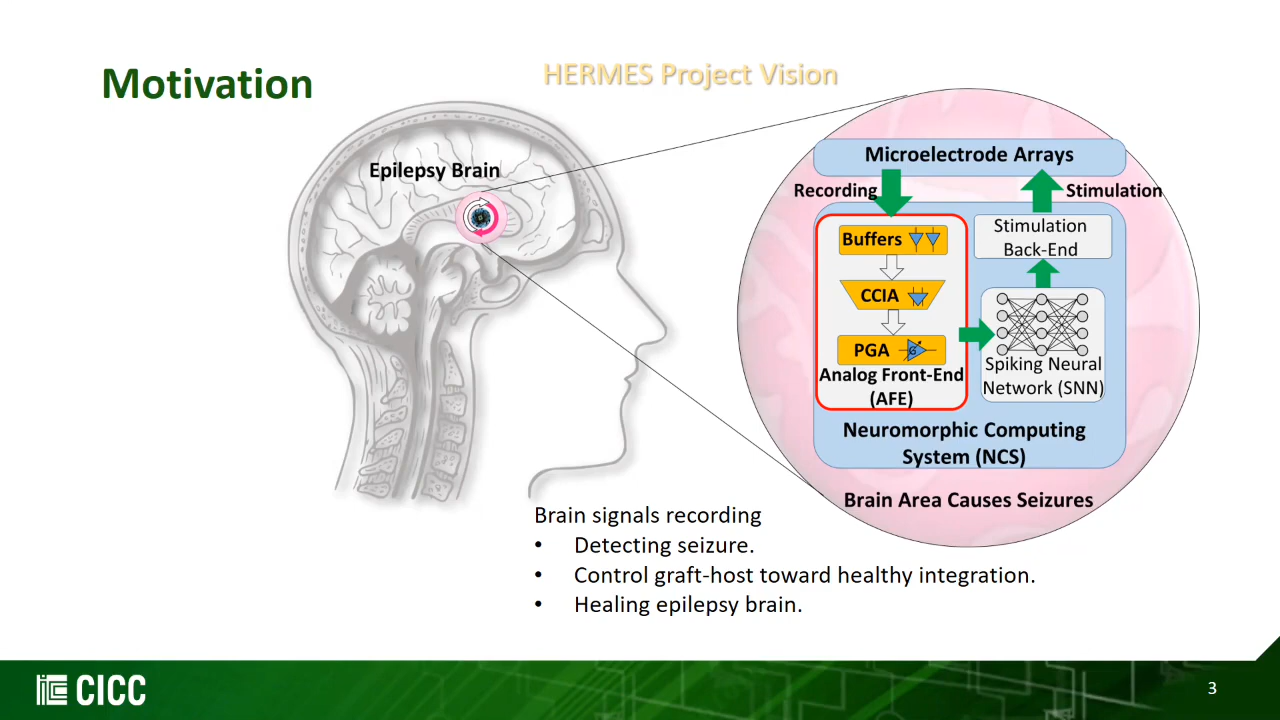 Motivation
HERMES Project Vision
Epilepsy Brain
Microelectrode Arrays
Recording
Stimulation
Buffers
CCIA
PGA
G
Analog Front-End
(AFE)
Stimulation
Back-End
Spiking Neural
Network (SNN)
Neuromorphic Computing
System (NCS)
Brain Area Causes Seizures
Brain signals recording
• Detecting seizure.
• Control graft-host toward healthy integration.
• Healing epilepsy brain.
CICC
3